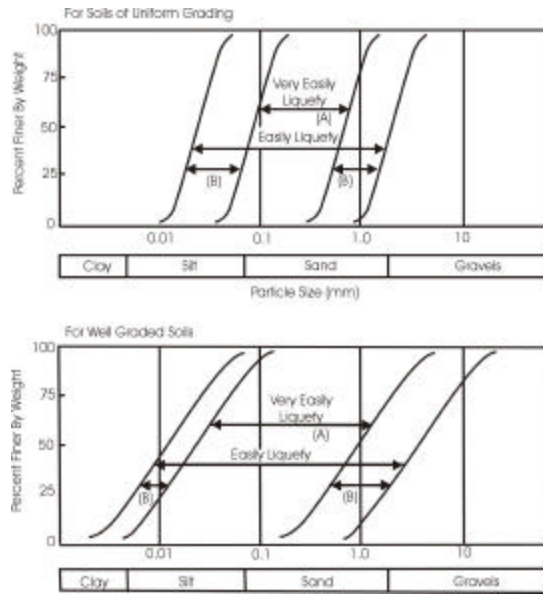 For Soils of Uniform Grading
Percent Finer By Weight
100
75
50
25
0
Very Easily
Liquefy
(A)
Easily Liquefy
(B)
(B)
0.01
0.1
1.0
10
Clay
Silt
Sand
Gravels
Particle Size (mm)
For Well Graded Soils
Percent Finer By Weight
100
75
50
25
0
Very Easily
Liquefy
(A)
Easily Liquefy
(B)
(B)
0.01
0.1
1.0
10
Clay
Silt
Sand
Gravels